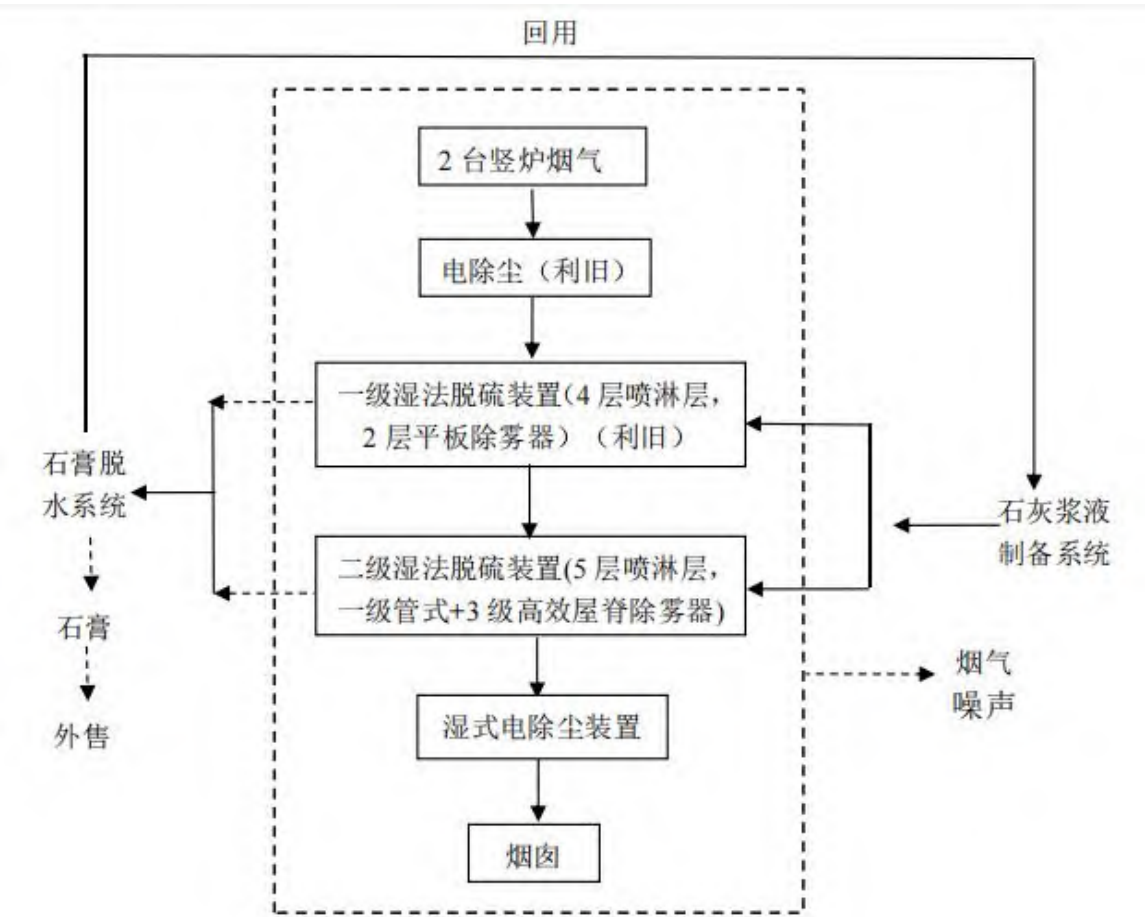 回用
2 台竖炉烟气
电除尘（利旧）
一级湿法脱硫装置（4 层喷淋层，
2 层平板除雾器）（利旧）
石膏脱
水系统
石灰浆液
制备系统
二级湿法脱硫装置(5 层喷淋层，
一级管式+3 级高效屋脊除雾器)
石膏
烟气
噪声
湿式电除尘装置
外售
烟囱